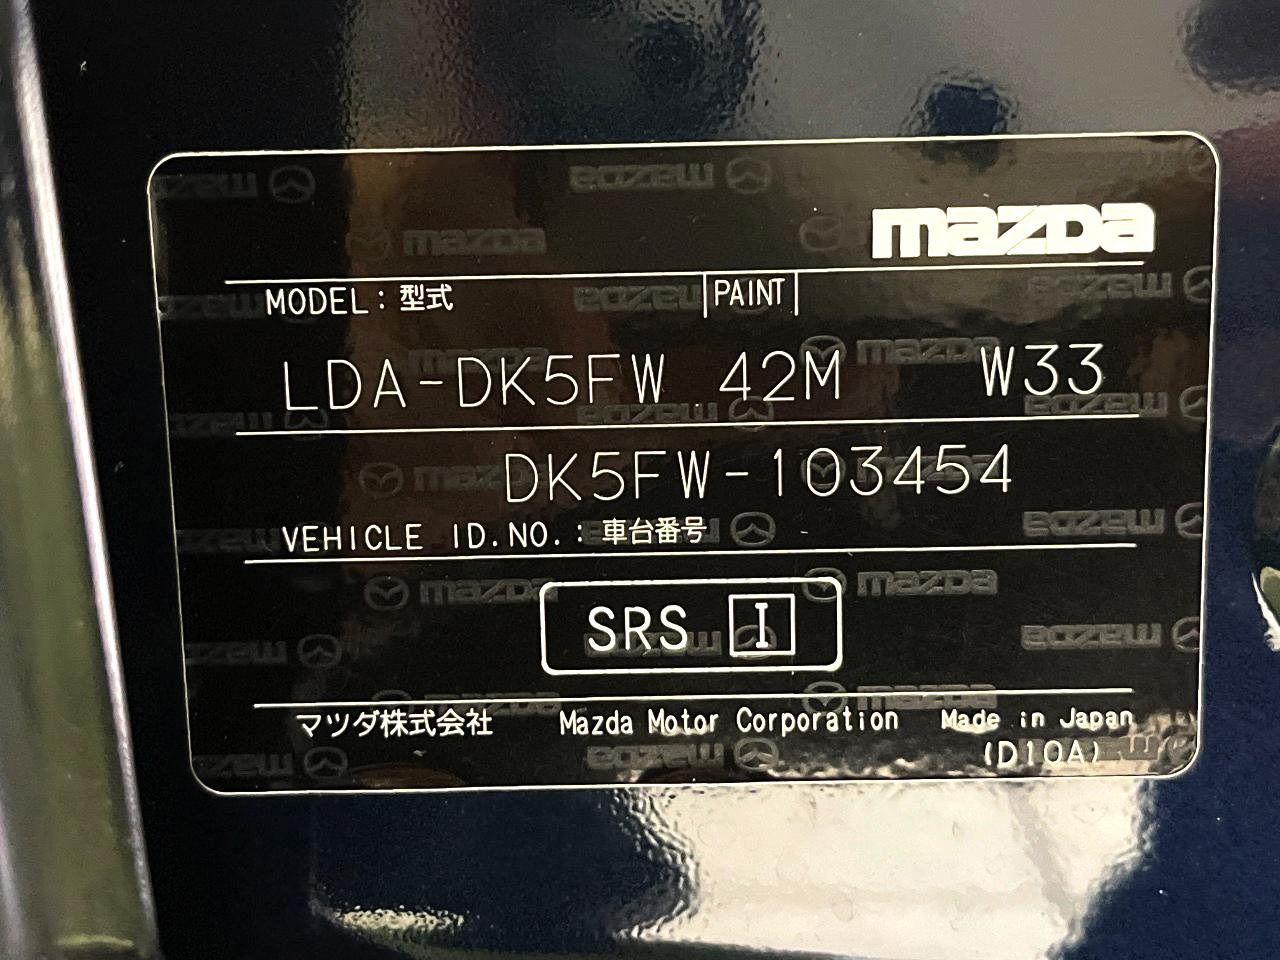 mazda
MODEL: 型式 PAINT
LDA-DK5FW 42M W33
DK5FW-103454
VEHICLE ID.NO.: 車台番号
SRS I
マツダ株式会社 Mazda Motor Corporation Made in Japan
(D10A)